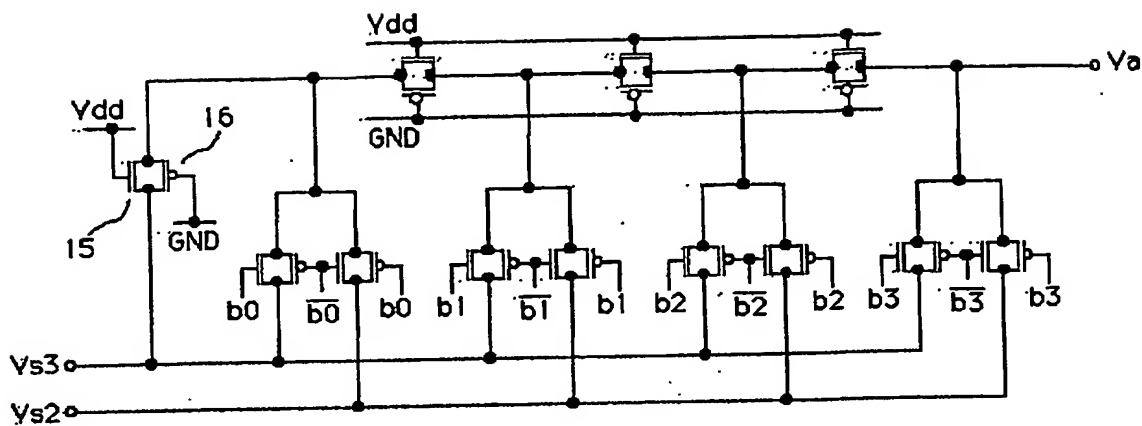 Vdd
Va
Vdd
16
GND
15
GND
b0 b0̅ b0 b1 b1̅ b1 b2 b2̅ b2 b3 b3̅ b3
Vs3
Vs2